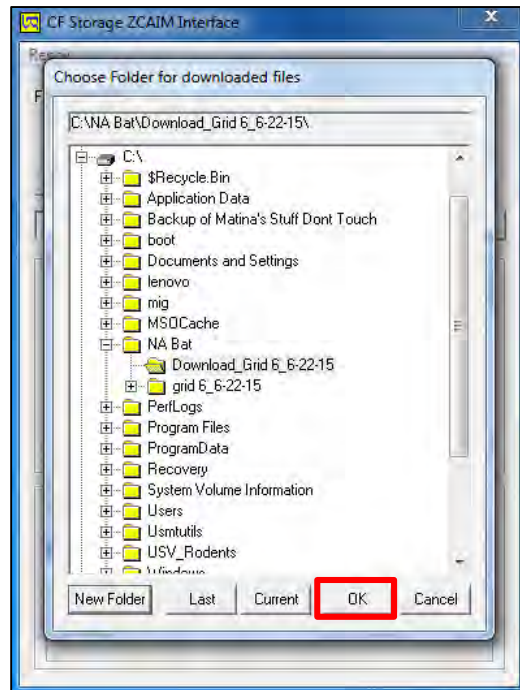 CF Storage ZCAIM Interface
Choose Folder for downloaded files
C:\NA Bat\Download_Grid 6_6-22-15\
C:\
$Recycle.Bin
Application Data
Backup of Matina's Stuff Dont Touch
boot
Documents and Settings
lenovo
mig
MSOCache
NA Bat
Download_Grid 6_6-22-15
grid 6_6-22-15
PerfLogs
Program Files
ProgramData
Recovery
System Volume Information
Users
Usmtutils
USV_Rodents
Windows
New Folder Last Current OK Cancel